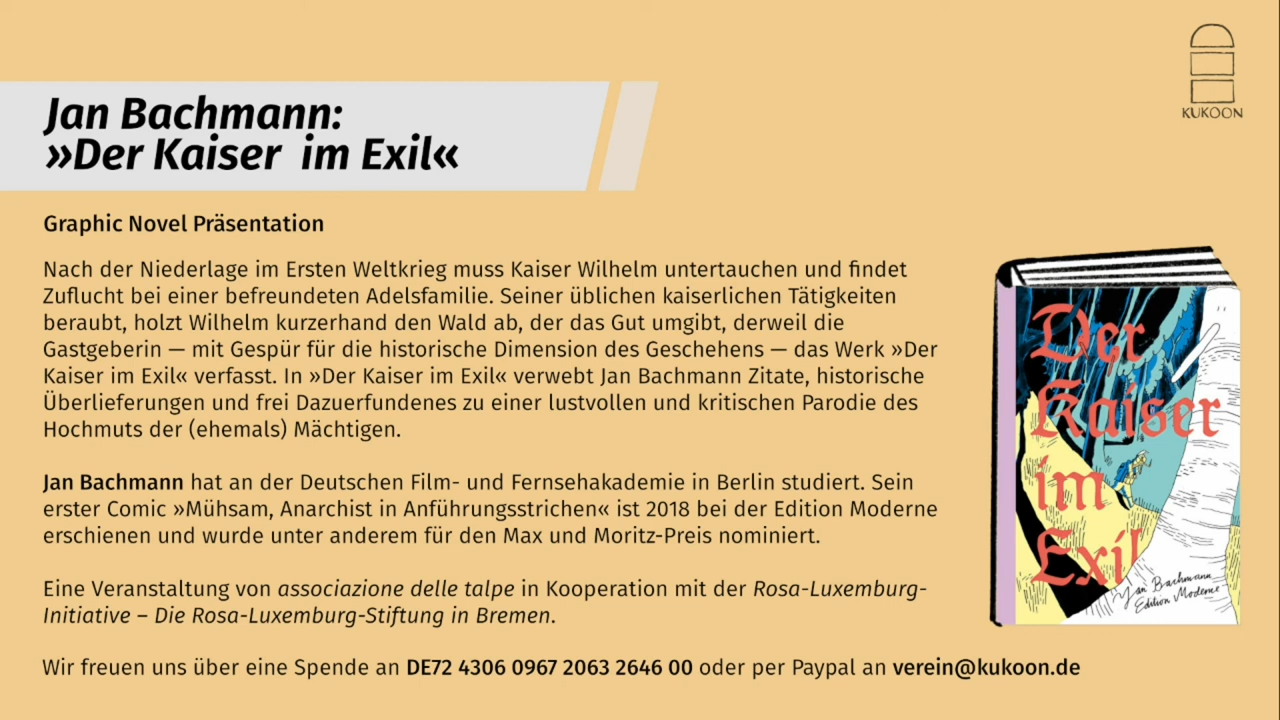 KUKOON
Jan Bachmann:
»Der Kaiser im Exil«
Graphic Novel Präsentation
Nach der Niederlage im Ersten Weltkrieg muss Kaiser Wilhelm untertauchen und findet
Zuflucht bei einer befreundeten Adelsfamilie. Seiner üblichen kaiserlichen Tätigkeiten
beraubt, holzt Wilhelm kurzerhand den Wald ab, der das Gut umgibt, derweil die
Gastgeberin — mit Gespür für die historische Dimension des Geschehens — das Werk »Der
Kaiser im Exil« verfasst. In »Der Kaiser im Exil« verwebt Jan Bachmann Zitate, historische
Überlieferungen und frei Dazuerfundenes zu einer lustvollen und kritischen Parodie des
Hochmuts der (ehemals) Mächtigen.
Jan Bachmann hat an der Deutschen Film- und Fernsehakademie in Berlin studiert. Sein
erster Comic »Mühsam, Anarchist in Anführungsstrichen« ist 2018 bei der Edition Moderne
erschienen und wurde unter anderem für den Max und Moritz-Preis nominiert.
Eine Veranstaltung von associazione delle talpe in Kooperation mit der Rosa-Luxemburg-
Initiative – Die Rosa-Luxemburg-Stiftung in Bremen.
Wir freuen uns über eine Spende an DE72 4306 0967 2063 2646 00 oder per Paypal an verein@kukoon.de
Der
Kaiser
im
Exil
Jan Bachmann
Edition Moderne